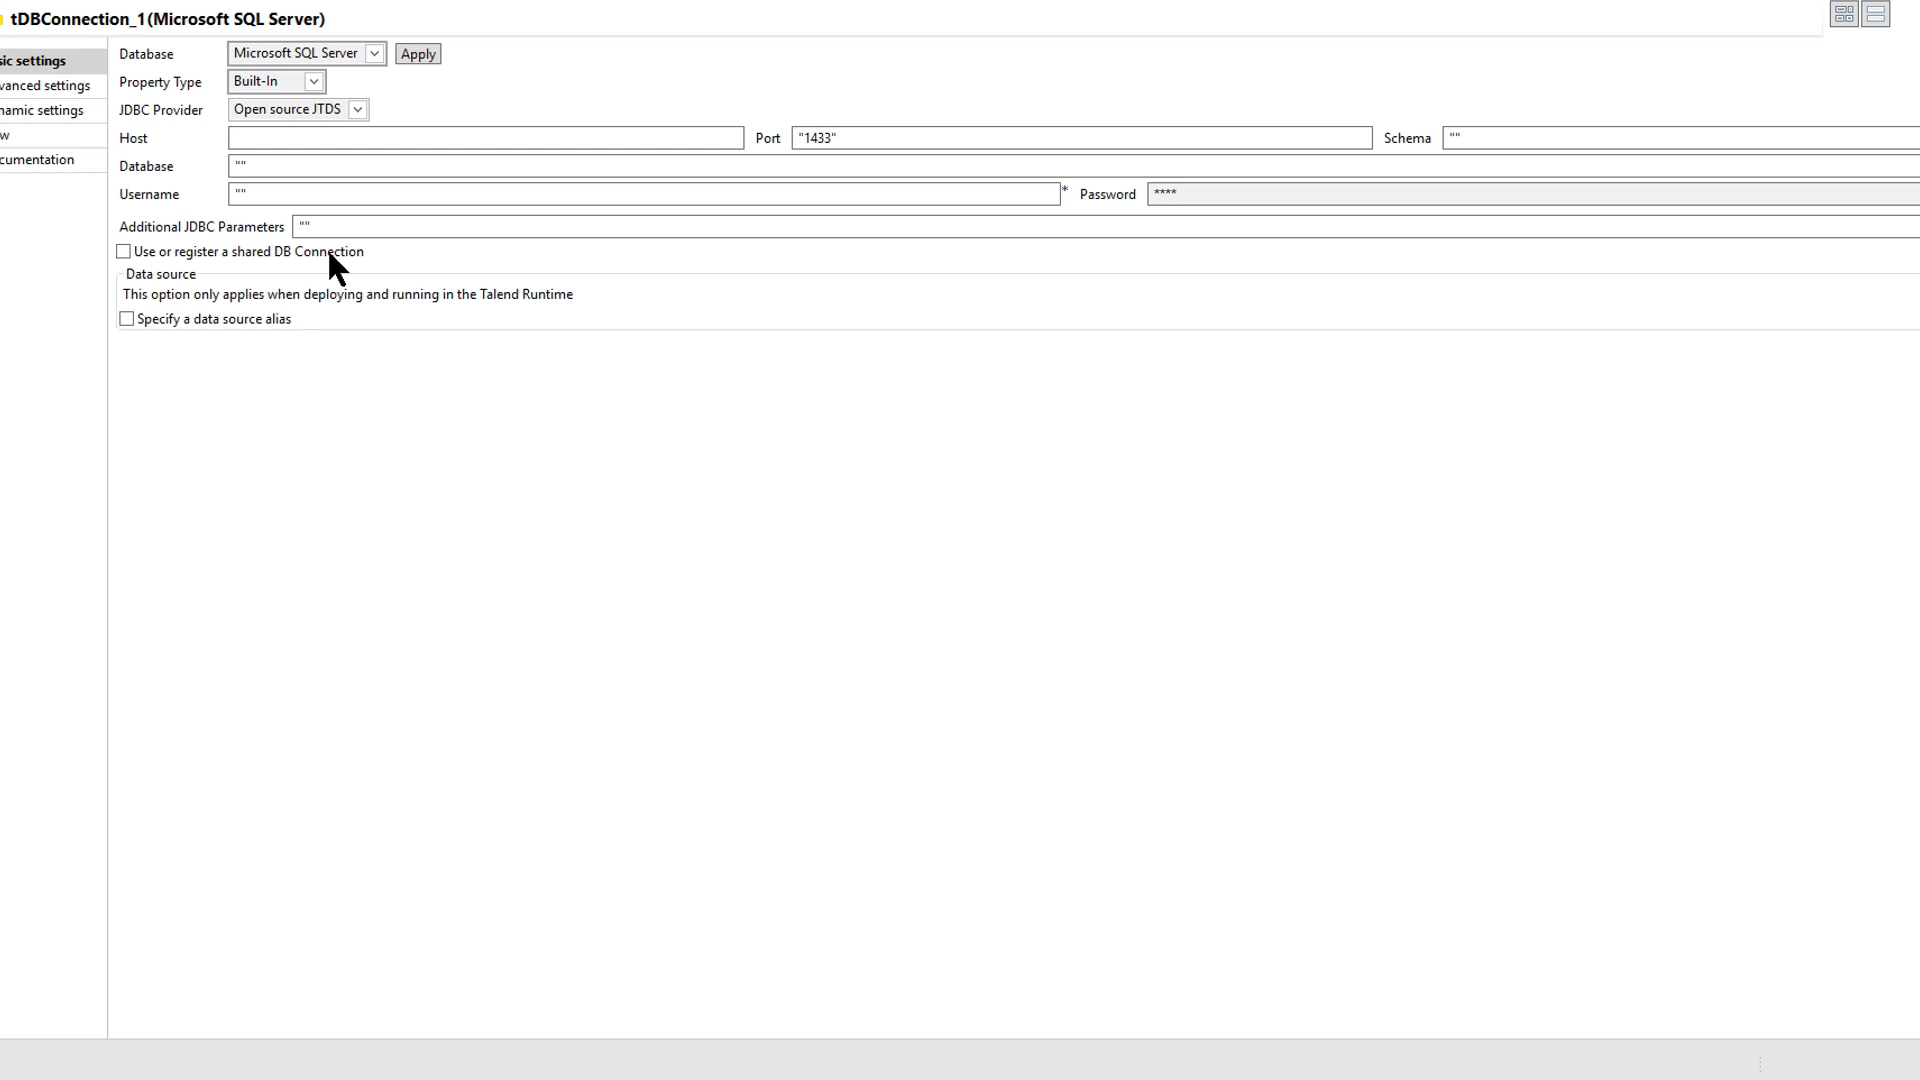 tDBConnection_1(Microsoft SQL Server)
sic settings
vanced settings
namic settings
w
cumentation
Database Microsoft SQL Server Apply
Property Type Built-In
JDBC Provider Open source JTDS
Host Port "1433" Schema ""
Database ""
Username "" * Password ****
Additional JDBC Parameters ""
Use or register a shared DB Connection
Data source
This option only applies when deploying and running in the Talend Runtime
Specify a data source alias